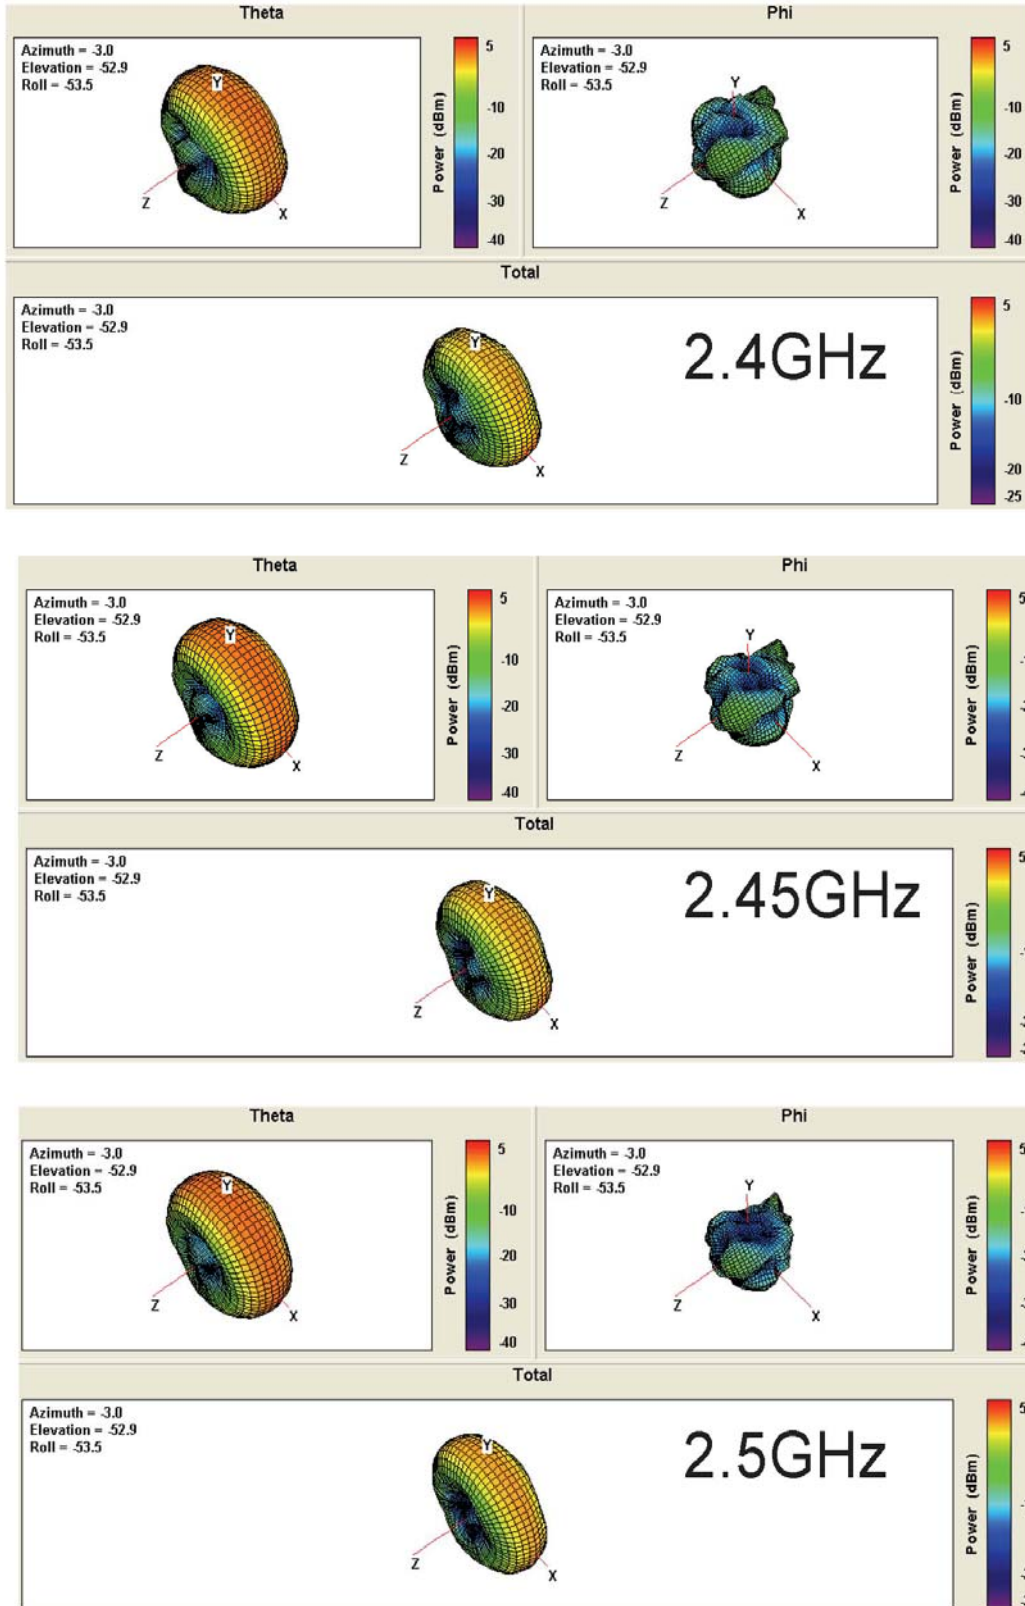 Theta
Azimuth = -3.0
Elevation = -52.9
Roll = -53.5
Y
Z
X
5
-10
-20
-30
-40
Power (dBm)
Phi
Azimuth = -3.0
Elevation = -52.9
Roll = -53.5
Y
Z
X
5
-10
-20
-30
-40
Power (dBm)
Total
Azimuth = -3.0
Elevation = -52.9
Roll = -53.5
Y
Z
X
2.4GHz
5
-10
-20
-25
Power (dBm)
Theta
Azimuth = -3.0
Elevation = -52.9
Roll = -53.5
Y
Z
X
5
-10
-20
-30
-40
Power (dBm)
Phi
Azimuth = -3.0
Elevation = -52.9
Roll = -53.5
Y
Z
X
5
Power (dBm)
Total
Azimuth = -3.0
Elevation = -52.9
Roll = -53.5
Y
Z
X
2.45GHz
5
Power (dBm)
Theta
Azimuth = -3.0
Elevation = -52.9
Roll = -53.5
Y
Z
X
5
-10
-20
-30
-40
Power (dBm)
Phi
Azimuth = -3.0
Elevation = -52.9
Roll = -53.5
Y
Z
X
5
Power (dBm)
Total
Azimuth = -3.0
Elevation = -52.9
Roll = -53.5
Y
Z
X
2.5GHz
5
Power (dBm)